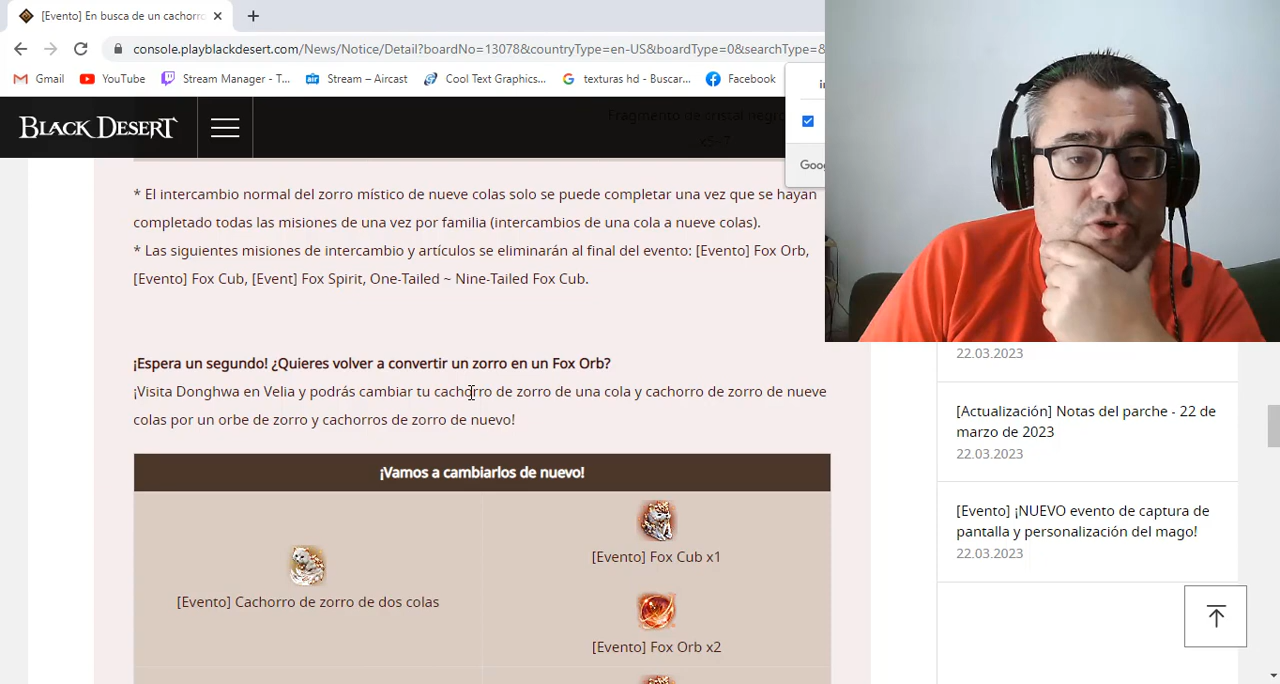 [Evento] En busca de un cachorro
console.playblackdesert.com/News/Notice/Detail?boardNo=13078&countryType=en-US&boardType=0&searchType=8
Gmail YouTube Stream Manager - T... Stream – Aircast Cool Text Graphics... texturas hd - Buscar... Facebook
BLACK DESERT
Fragmento de cristal negro
x5~7
* El intercambio normal del zorro místico de nueve colas solo se puede completar una vez que se hayan
completado todas las misiones de una vez por familia (intercambios de una cola a nueve colas).
* Las siguientes misiones de intercambio y artículos se eliminarán al final del evento: [Evento] Fox Orb,
[Evento] Fox Cub, [Event] Fox Spirit, One-Tailed ~ Nine-Tailed Fox Cub.
¡Espera un segundo! ¿Quieres volver a convertir un zorro en un Fox Orb?
¡Visita Donghwa en Velia y podrás cambiar tu cachorro de zorro de una cola y cachorro de zorro de nueve
colas por un orbe de zorro y cachorros de zorro de nuevo!
¡Vamos a cambiarlos de nuevo!
[Evento] Cachorro de zorro de dos colas
[Evento] Fox Cub x1
[Evento] Fox Orb x2
22.03.2023
[Actualización] Notas del parche - 22 de
marzo de 2023
22.03.2023
[Evento] ¡NUEVO evento de captura de
pantalla y personalización del mago!
22.03.2023